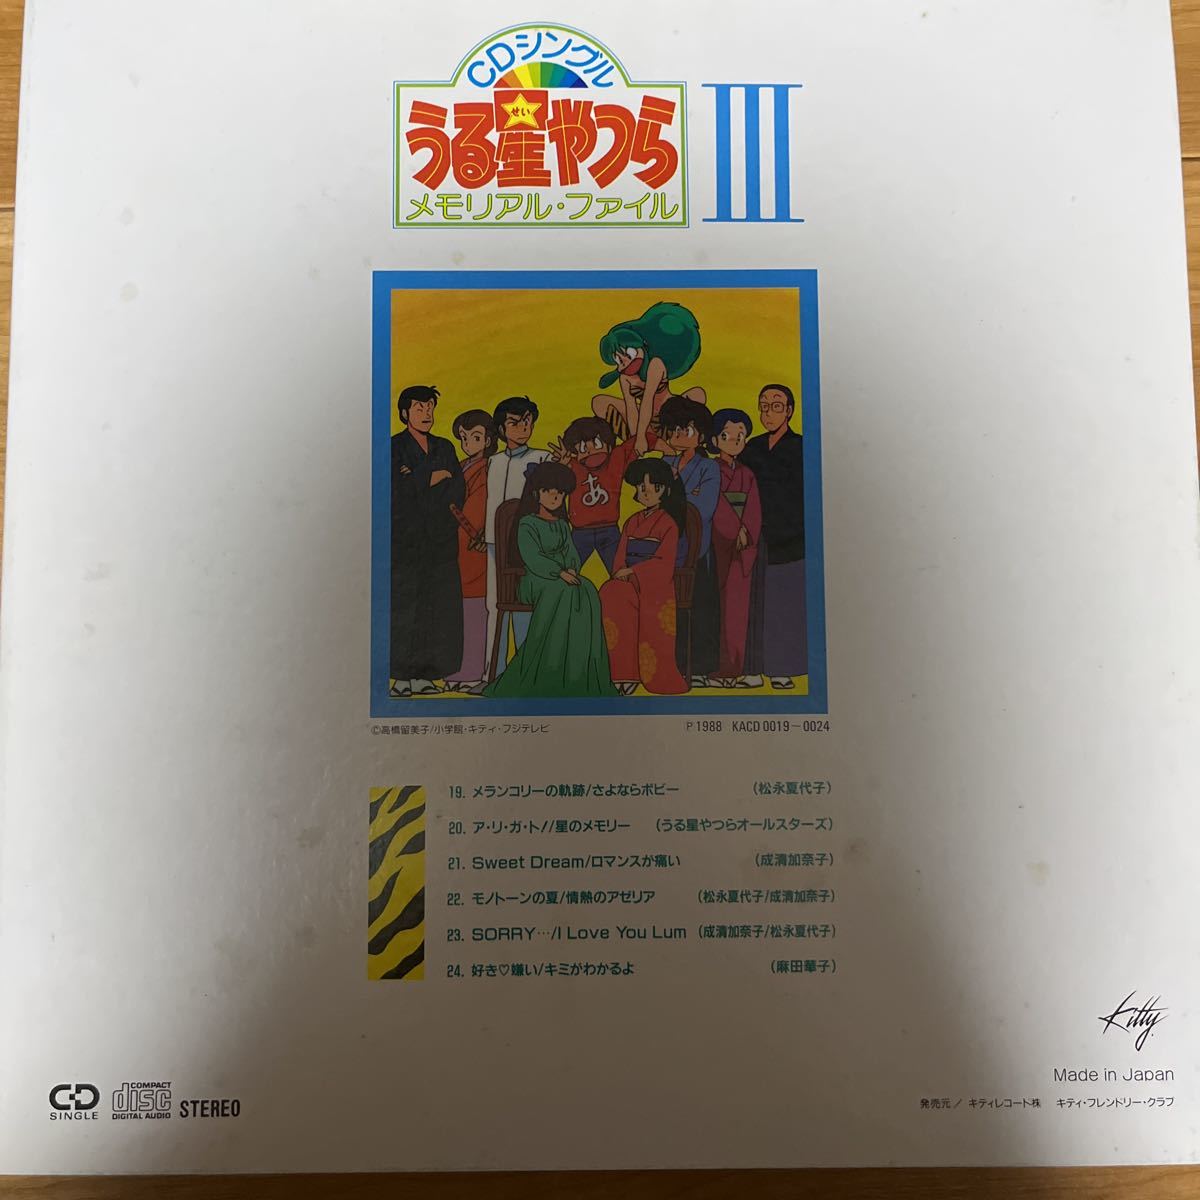 CDシングル
せい
うる星やつら
メモリアル・ファイル
III
あ
©高橋留美子/小学館・キティ・フジテレビ
℗1988 KACD 0019〜0024
19. メランコリーの軌跡/さよならボビー (松永夏代子)
20. ア・リ・ガ・ト!/星のメモリー (うる星やつらオールスターズ)
21. Sweet Dream/ロマンスが痛い (成清加奈子)
22. モノトーンの夏/情熱のアゼリア (松永夏代子/成清加奈子)
23. SORRY…/I Love You Lum (成清加奈子/松永夏代子)
24. 好き♡嫌い/キミがわかるよ (麻田華子)
Kitty
Made in Japan
発売元/キティレコード株 キティ・フレンドリー・クラブ
CD
SINGLE
COMPACT
disc
DIGITAL AUDIO
STEREO